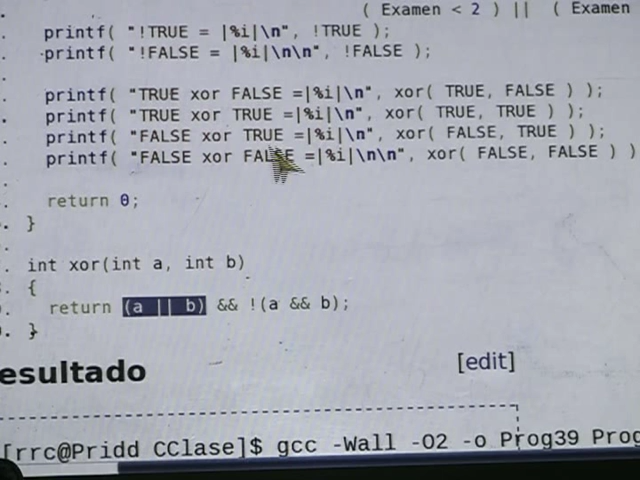 ( Examen < 2 ) || ( Examen
printf( "!TRUE = |%i|\n", !TRUE );
printf( "!FALSE = |%i|\n\n", !FALSE );
printf( "TRUE xor FALSE =|%i|\n", xor( TRUE, FALSE ) );
printf( "TRUE xor TRUE =|%i|\n", xor( TRUE, TRUE ) );
printf( "FALSE xor TRUE =|%i|\n", xor( FALSE, TRUE ) );
printf( "FALSE xor FALSE =|%i|\n\n", xor( FALSE, FALSE ) )
return 0;
}
int xor(int a, int b)
{
return (a || b) && !(a && b);
}
esultado [edit]
[rrc@Pridd CClase]$ gcc -Wall -O2 -o Prog39 Prog